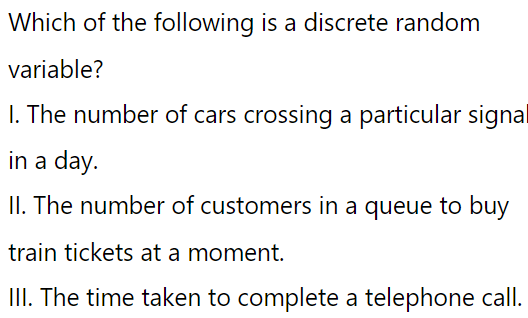 Which of the following is a discrete random
variable?
I. The number of cars crossing a particular signal
in a day.
II. The number of customers in a queue to buy
train tickets at a moment.
III. The time taken to complete a telephone call.